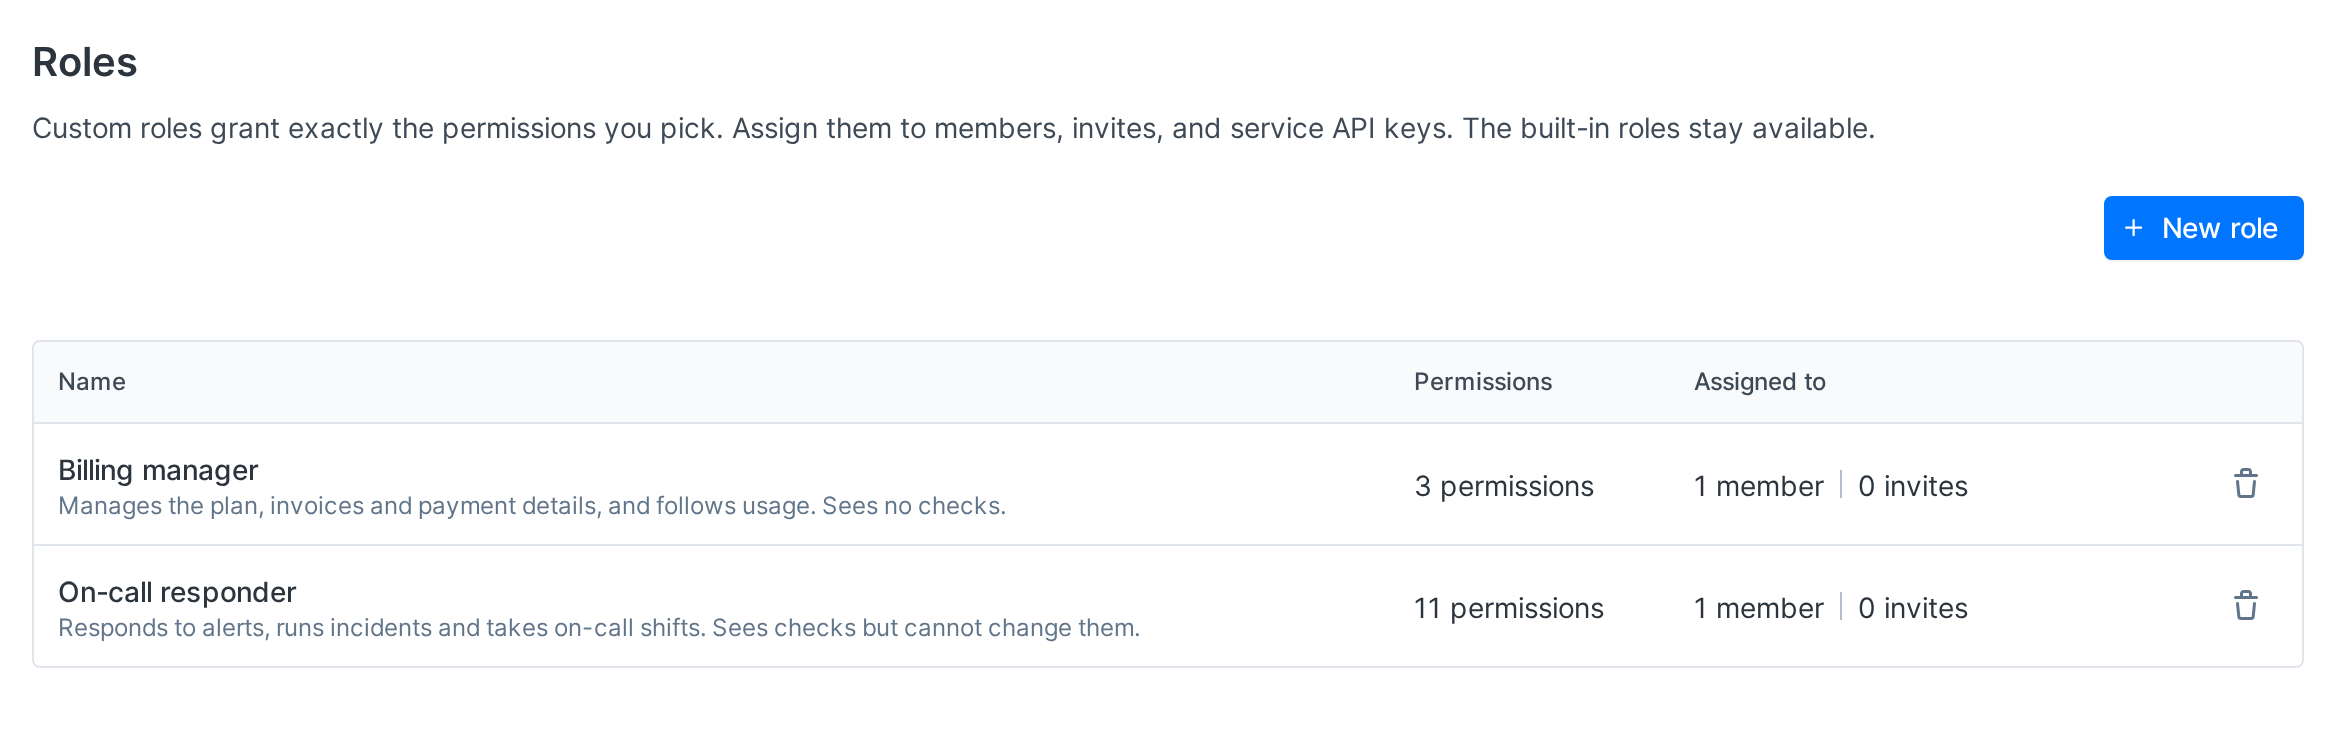 Roles
Custom roles grant exactly the permissions you pick. Assign them to members, invites, and service API keys. The built-in roles stay available.
+ New role
Name Permissions Assigned to
Billing manager
Manages the plan, invoices and payment details, and follows usage. Sees no checks.
3 permissions 1 member | 0 invites
On-call responder
Responds to alerts, runs incidents and takes on-call shifts. Sees checks but cannot change them.
11 permissions 1 member | 0 invites